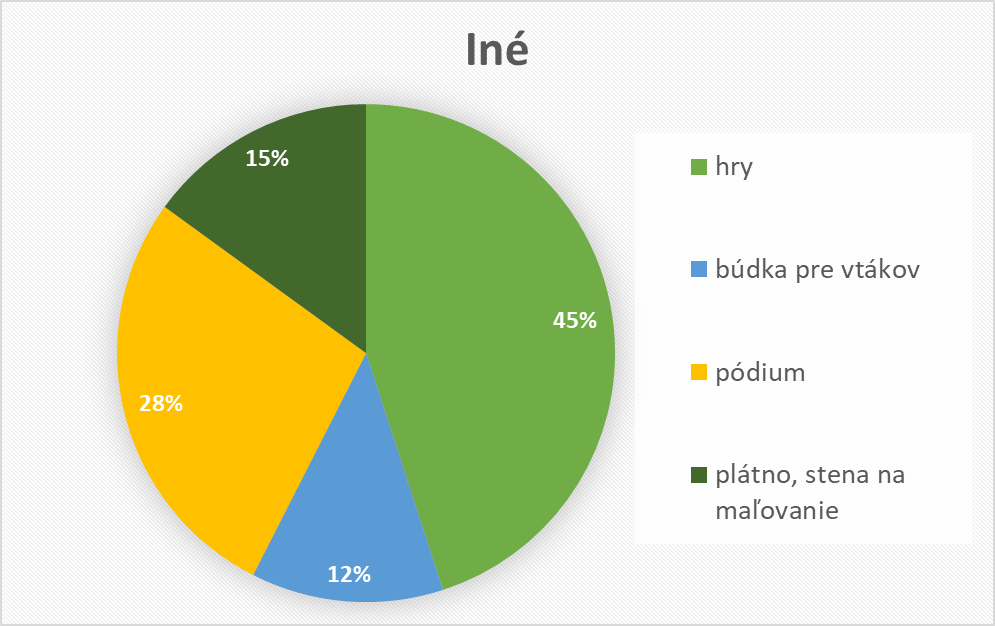 Iné
15%
45%
28%
12%
hry
búdka pre vtákov
pódium
plátno, stena na
maľovanie